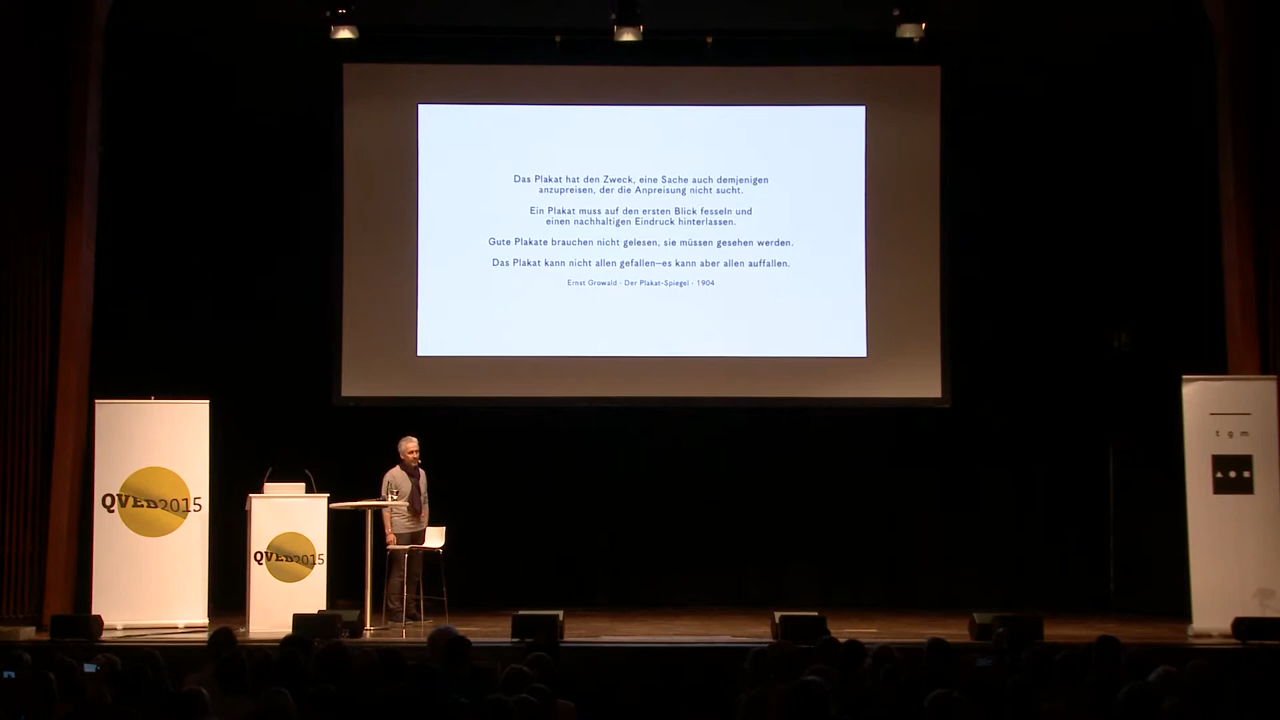 Das Plakat hat den Zweck, eine Sache auch demjenigen
anzupreisen, der die Anpreisung nicht sucht.
Ein Plakat muss auf den ersten Blick fesseln und
einen nachhaltigen Eindruck hinterlassen.
Gute Plakate brauchen nicht gelesen, sie müssen gesehen werden.
Das Plakat kann nicht allen gefallen—es kann aber allen auffallen.
Ernst Growald - Der Plakat-Spiegel - 1904
QVED2015
QVED2015
tgm